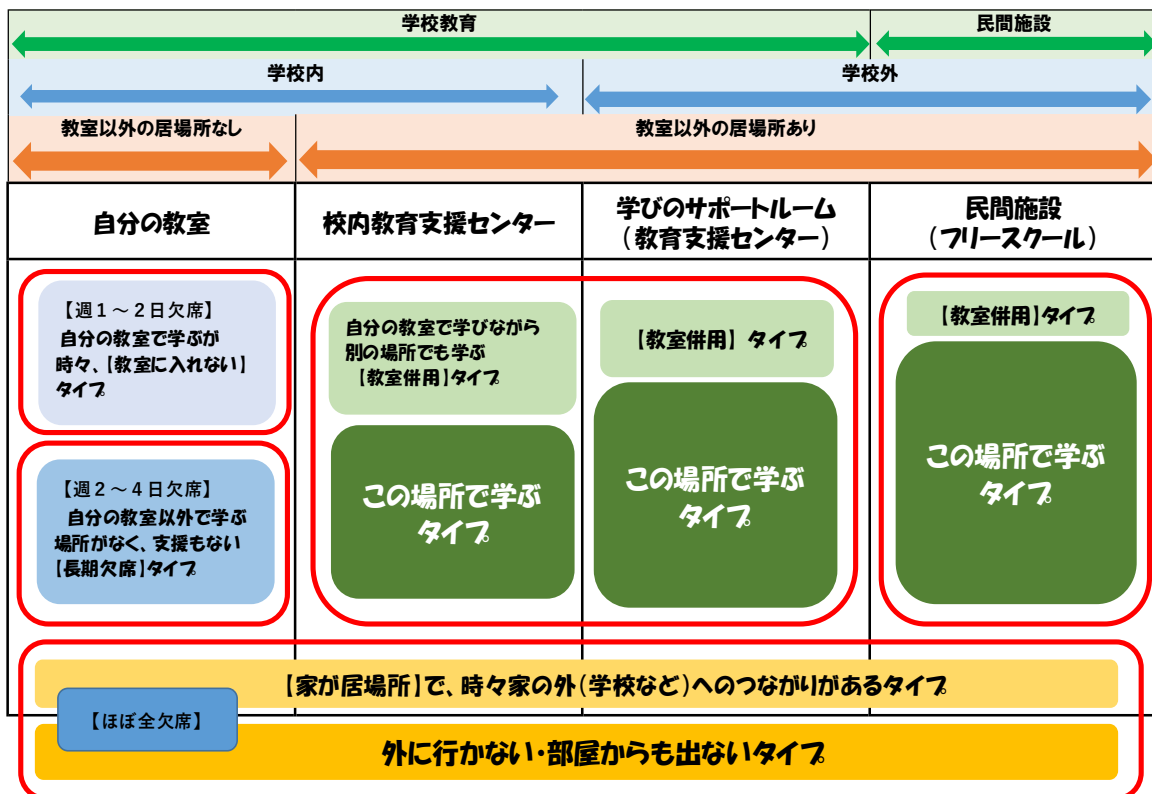 学校教育
民間施設
学校内
学校外
教室以外の居場所なし
教室以外の居場所あり
自分の教室
校内教育支援センター
学びのサポートルーム
(教育支援センター)
民間施設
(フリースクール)
【週1~2日欠席】
自分の教室で学ぶが
時々、【教室に入れない】
タイプ
【週2~4日欠席】
自分の教室以外で学ぶ
場所がなく、支援もない
【長期欠席】タイプ
自分の教室で学びながら
別の場所でも学ぶ
【教室併用】タイプ
この場所で学ぶ
タイプ
【教室併用】 タイプ
この場所で学ぶ
タイプ
【教室併用】タイプ
この場所で学ぶ
タイプ
【家が居場所】で、時々家の外(学校など)へのつながりがあるタイプ
【ほぼ全欠席】
外に行かない・部屋からも出ないタイプ